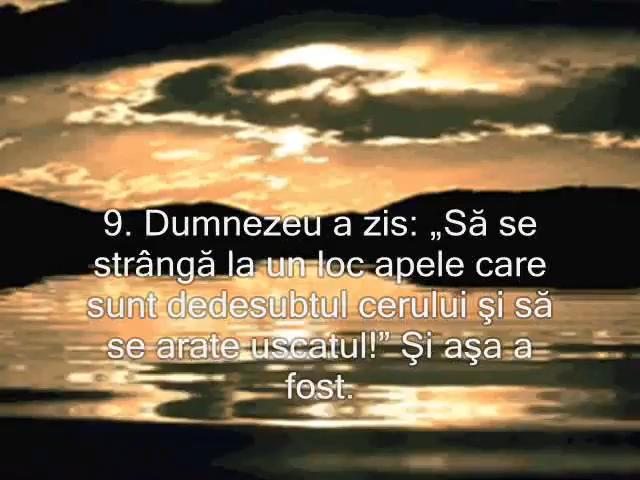 9. Dumnezeu a zis: „Să se
strângă la un loc apele care
sunt dedesubtul cerului şi să
se arate uscatul!” Şi aşa a
fost.